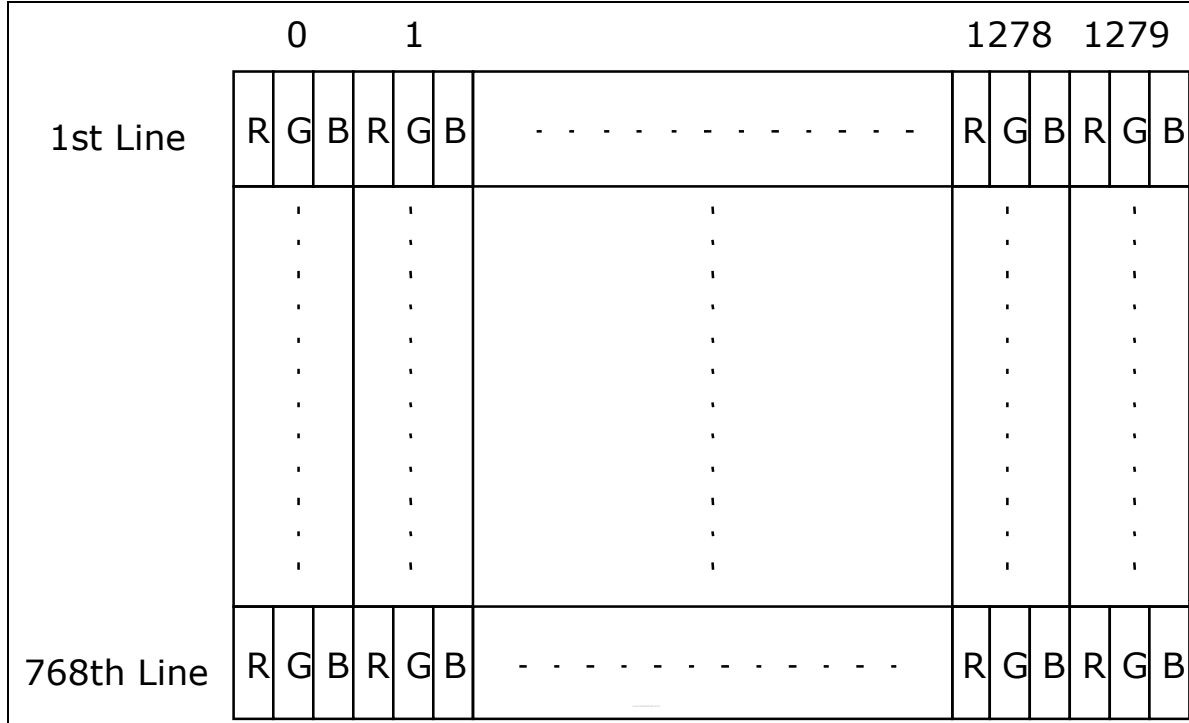 0 1 1278 1279
1st Line R G B R G B - - - - - - - - - - - - R G B R G B
768th Line R G B R G B - - - - - - - - - - - - R G B R G B